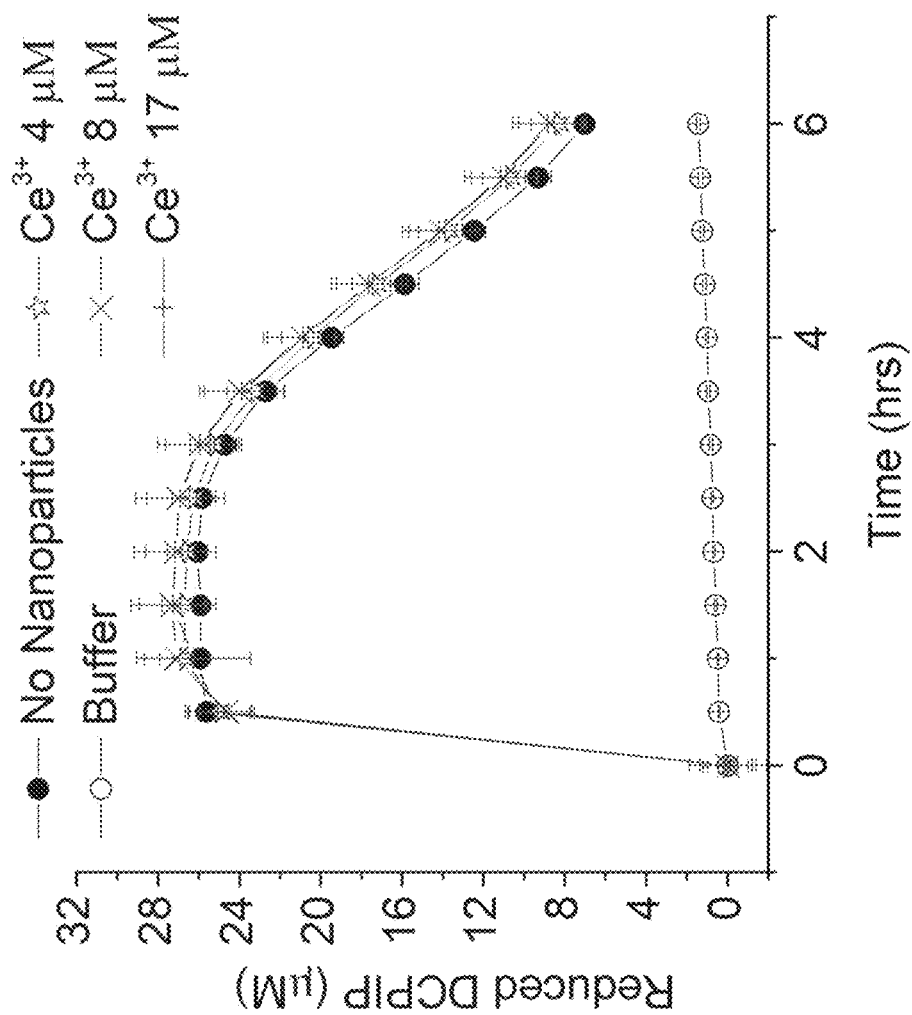 No Nanoparticles
Buffer
Ce³⁺ 4 µM
Ce³⁺ 8 µM
Ce³⁺ 17 µM
Reduced DCPIP (µM)
32
28
24
20
16
12
8
4
0
0
2
4
6
Time (hrs)